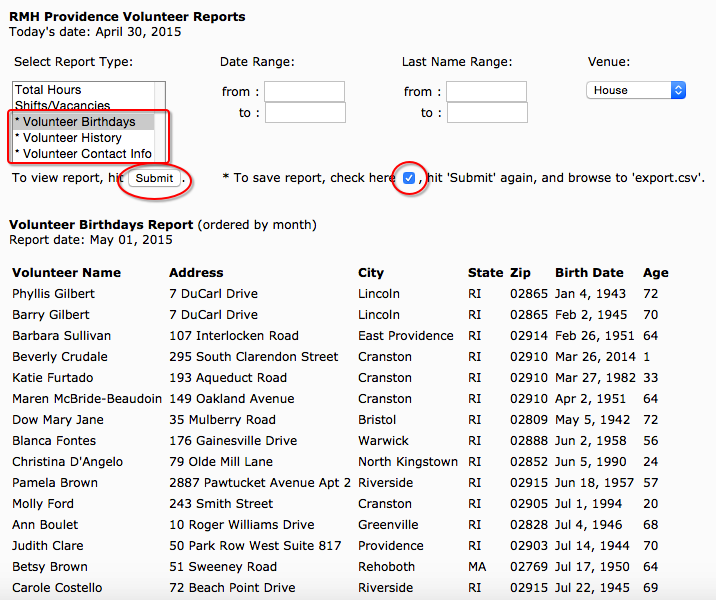 RMH Providence Volunteer Reports
Today's date: April 30, 2015
Select Report Type: Date Range: Last Name Range: Venue:
Total Hours from : from : House
Shifts/Vacancies
* Volunteer Birthdays to : to :
* Volunteer History
* Volunteer Contact Info
To view report, hit Submit . * To save report, check here , hit 'Submit' again, and browse to 'export.csv'.
Volunteer Birthdays Report (ordered by month)
Report date: May 01, 2015
Volunteer Name Address City State Zip Birth Date Age
Phyllis Gilbert 7 DuCarl Drive Lincoln RI 02865 Jan 4, 1943 72
Barry Gilbert 7 DuCarl Drive Lincoln RI 02865 Feb 2, 1945 70
Barbara Sullivan 107 Interlocken Road East Providence RI 02914 Feb 26, 1951 64
Beverly Crudale 295 South Clarendon Street Cranston RI 02910 Mar 26, 2014 1
Katie Furtado 193 Aqueduct Road Cranston RI 02910 Mar 27, 1982 33
Maren McBride-Beaudoin 149 Oakland Avenue Cranston RI 02910 Apr 2, 1951 64
Dow Mary Jane 35 Mulberry Road Bristol RI 02809 May 5, 1942 72
Blanca Fontes 176 Gainesville Drive Warwick RI 02888 Jun 2, 1958 56
Christina D'Angelo 79 Olde Mill Lane North Kingstown RI 02852 Jun 5, 1990 24
Pamela Brown 2887 Pawtucket Avenue Apt 2 Riverside RI 02915 Jun 18, 1957 57
Molly Ford 243 Smith Street Cranston RI 02905 Jul 1, 1994 20
Ann Boulet 10 Roger Williams Drive Greenville RI 02828 Jul 4, 1946 68
Judith Clare 50 Park Row West Suite 817 Providence RI 02903 Jul 14, 1944 70
Betsy Brown 51 Sweeney Road Rehoboth MA 02769 Jul 17, 1950 64
Carole Costello 72 Beach Point Drive Riverside RI 02915 Jul 22, 1945 69